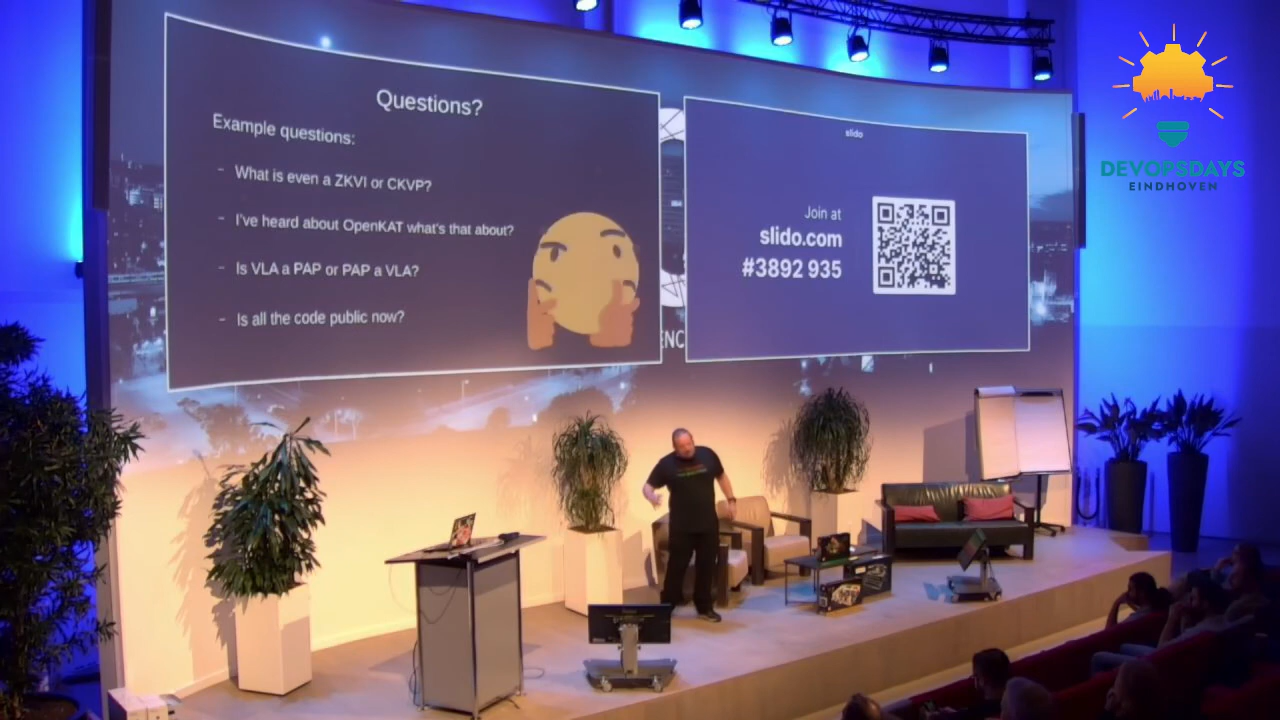 Questions?
Example questions:
- What is even a ZKVI or CKVP?
- I've heard about OpenKAT what's that about?
- Is VLA a PAP or PAP a VLA?
- Is all the code public now?
ENC
slido
Join at
slido.com
#3892 935
DEVOPSDAYS
EINDHOVEN